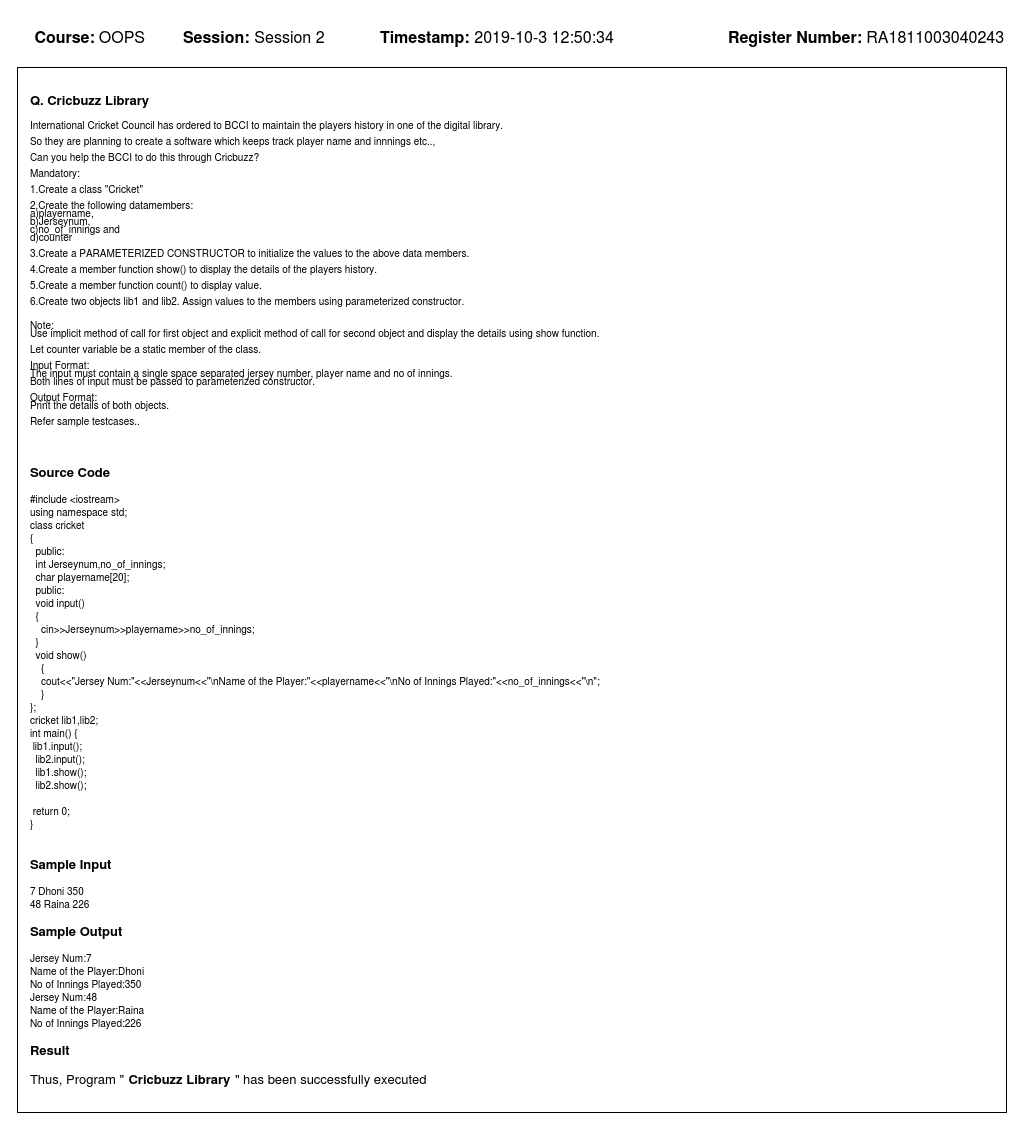 Course: OOPS Session: Session 2 Timestamp: 2019-10-3 12:50:34 Register Number: RA1811003040243
Q. Cricbuzz Library
International Cricket Council has ordered to BCCI to maintain the players history in one of the digital library.
So they are planning to create a software which keeps track player name and innnings etc..,
Can you help the BCCI to do this through Cricbuzz?
Mandatory:
1.Create a class "Cricket"
2.Create the following datamembers:
a)playername,
b)Jerseynum,
c)no_of_innings and
d)counter
3.Create a PARAMETERIZED CONSTRUCTOR to initialize the values to the above data members.
4.Create a member function show() to display the details of the players history.
5.Create a member function count() to display value.
6.Create two objects lib1 and lib2. Assign values to the members using parameterized constructor.
Note:
Use implicit method of call for first object and explicit method of call for second object and display the details using show function.
Let counter variable be a static member of the class.
Input Format:
The input must contain a single space separated jersey number, player name and no of innings.
Both lines of input must be passed to parameterized constructor.
Output Format:
Print the details of both objects.
Refer sample testcases..
Source Code
#include <iostream>
using namespace std;
class cricket
{
public:
int Jerseynum,no_of_innings;
char playername[20];
public:
void input()
{
cin>>Jerseynum>>playername>>no_of_innings;
}
void show()
{
cout<<"Jersey Num:"<<Jerseynum<<"\nName of the Player:"<<playername<<"\nNo of Innings Played:"<<no_of_innings<<"\n";
}
};
cricket lib1,lib2;
int main() {
lib1.input();
lib2.input();
lib1.show();
lib2.show();
return 0;
}
Sample Input
7 Dhoni 350
48 Raina 226
Sample Output
Jersey Num:7
Name of the Player:Dhoni
No of Innings Played:350
Jersey Num:48
Name of the Player:Raina
No of Innings Played:226
Result
Thus, Program " Cricbuzz Library " has been successfully executed